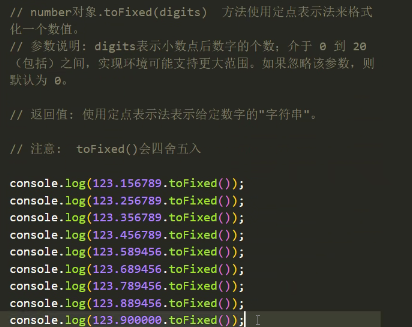 // number对象.toFixed(digits)  方法使用定点表示法来格式
化一个数值。
// 参数说明: digits表示小数点后数字的个数; 介于 0 到 20
（包括）之间，实现环境可能支持更大范围。如果忽略该参数，则
默认为 0。
// 返回值: 使用定点表示法表示给定数字的"字符串"。
// 注意:  toFixed()会四舍五入
console.log(123.156789.toFixed());
console.log(123.256789.toFixed());
console.log(123.356789.toFixed());
console.log(123.456789.toFixed());
console.log(123.589456.toFixed());
console.log(123.689456.toFixed());
console.log(123.789456.toFixed());
console.log(123.889456.toFixed());
console.log(123.900000.toFixed());